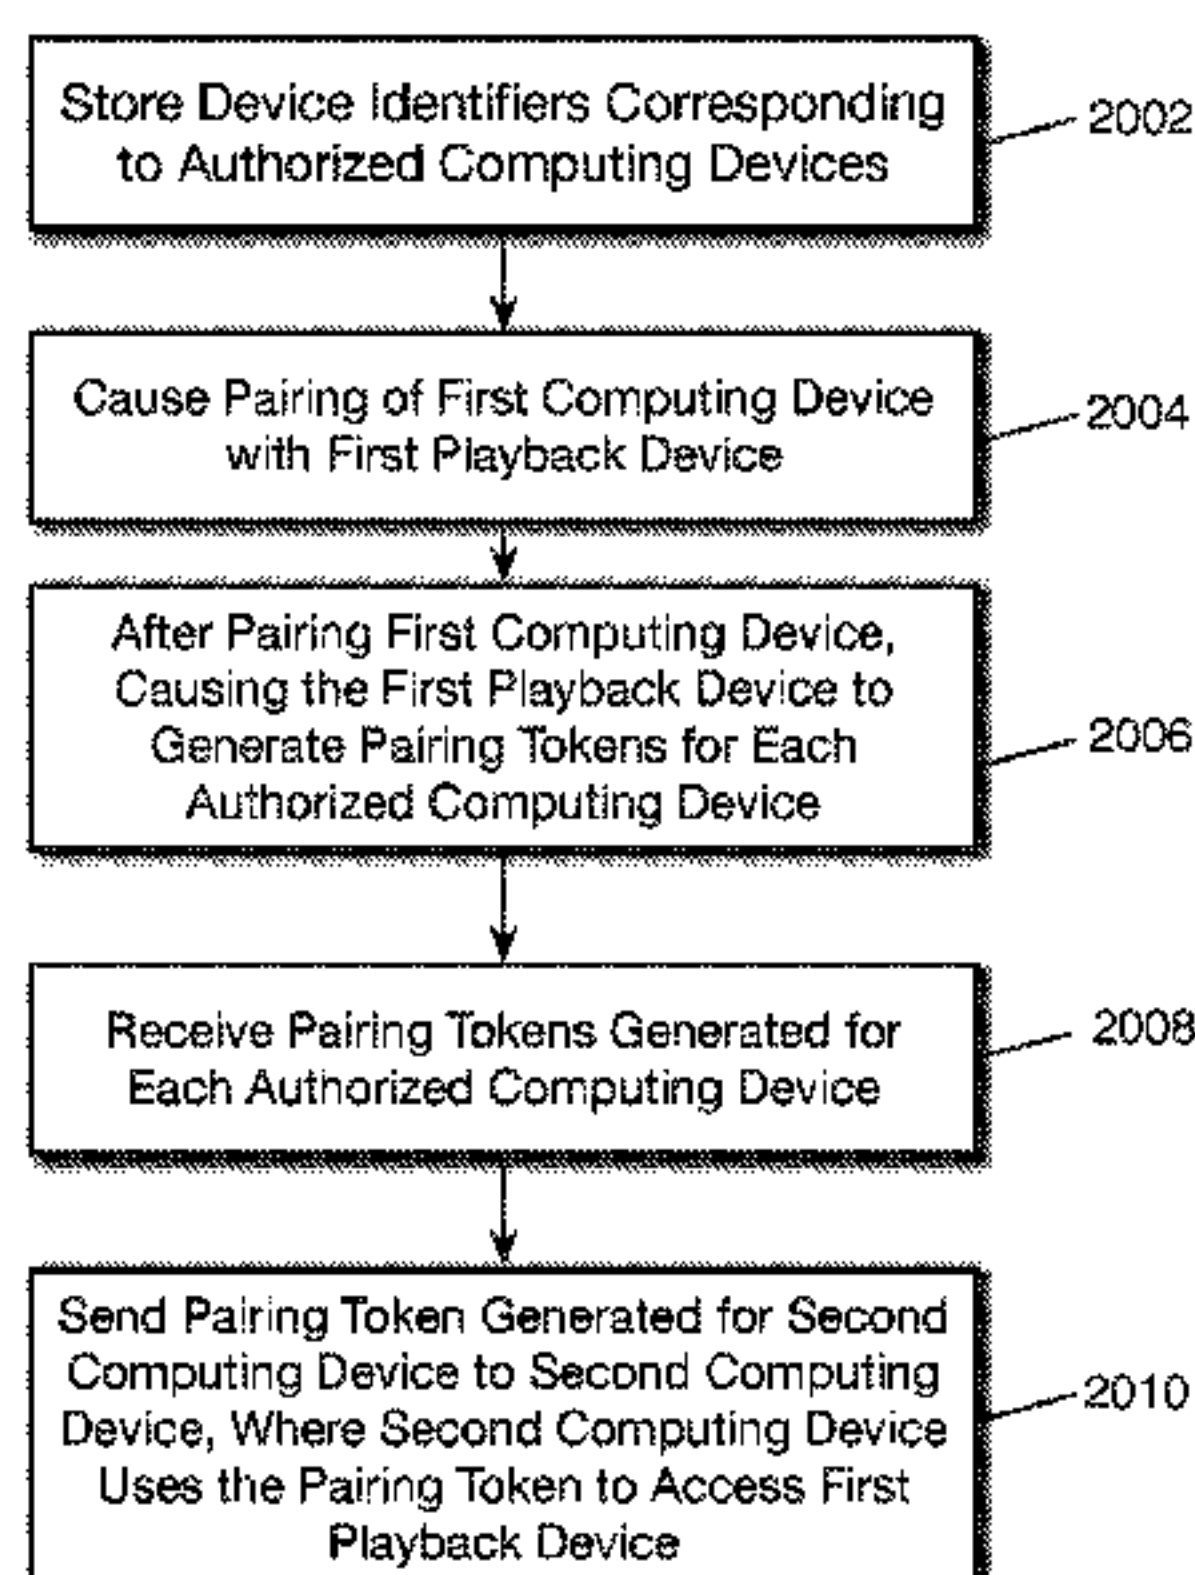 Store Device Identifiers Corresponding
to Authorized Computing Devices
2002
Cause Pairing of First Computing Device
with First Playback Device
2004
After Pairing First Computing Device,
Causing the First Playback Device to
Generate Pairing Tokens for Each
Authorized Computing Device
2006
Receive Pairing Tokens Generated for
Each Authorized Computing Device
2008
Send Pairing Token Generated for Second
Computing Device to Second Computing
Device, Where Second Computing Device
Uses the Pairing Token to Access First
Playback Device
2010